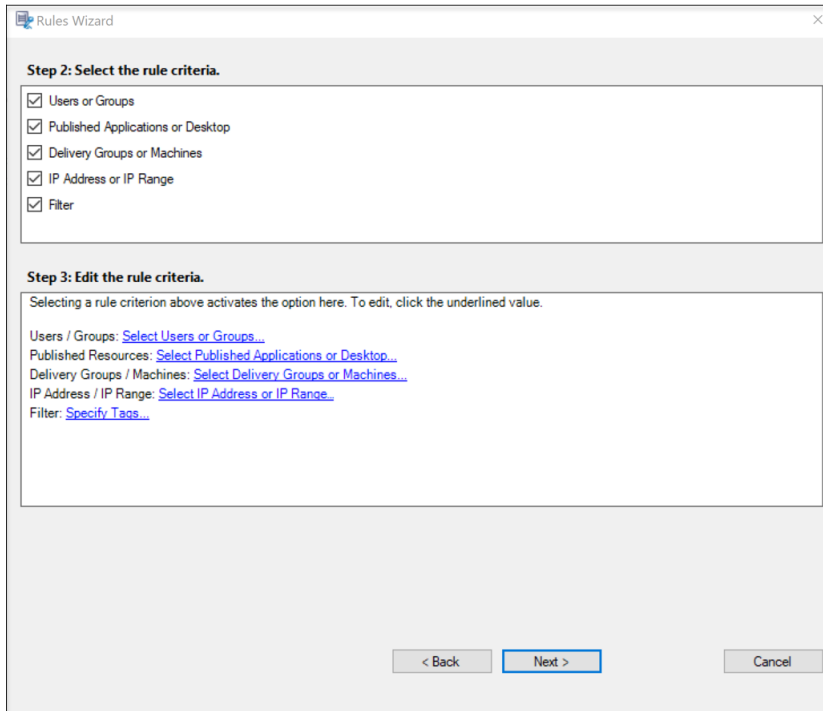 Rules Wizard
Step 2: Select the rule criteria.
Users or Groups
Published Applications or Desktop
Delivery Groups or Machines
IP Address or IP Range
Filter
Step 3: Edit the rule criteria.
Selecting a rule criterion above activates the option here. To edit, click the underlined value.
Users / Groups: Select Users or Groups...
Published Resources: Select Published Applications or Desktop...
Delivery Groups / Machines: Select Delivery Groups or Machines...
IP Address / IP Range: Select IP Address or IP Range..
Filter: Specify Tags...
< Back Next > Cancel